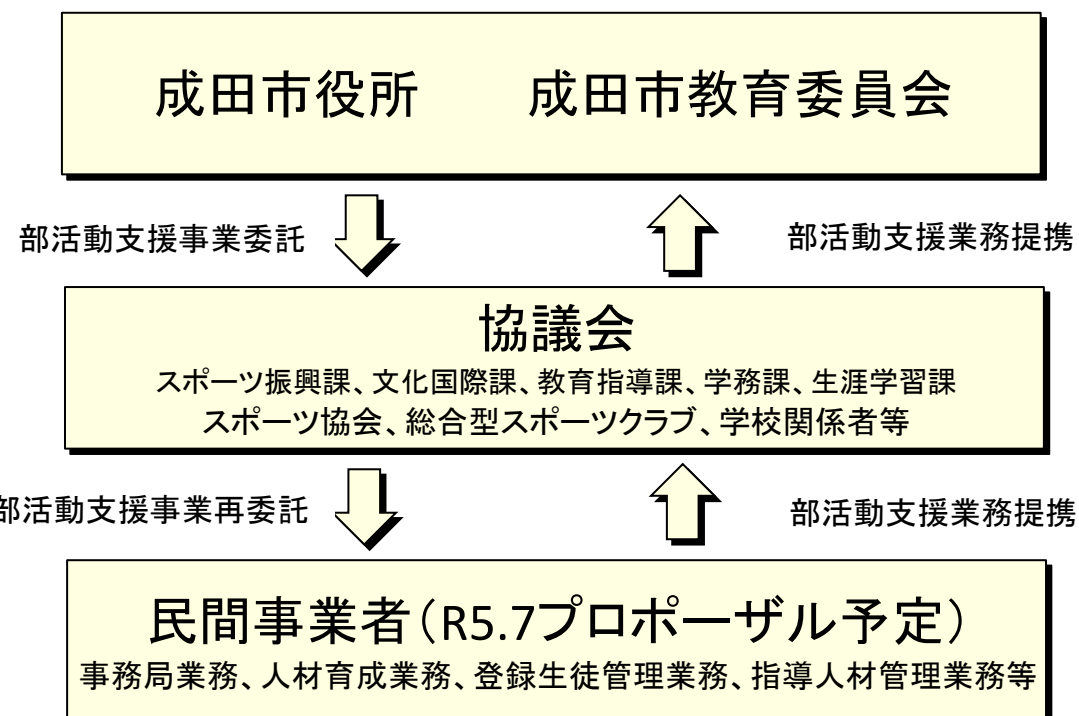 成田市役所　　成田市教育委員会
部活動支援事業委託
部活動支援業務提携
協議会
スポーツ振興課、文化国際課、教育指導課、学務課、生涯学習課
スポーツ協会、総合型スポーツクラブ、学校関係者等
部活動支援事業再委託
部活動支援業務提携
民間事業者（R5.7プロポーザル予定）
事務局業務、人材育成業務、登録生徒管理業務、指導人材管理業務等